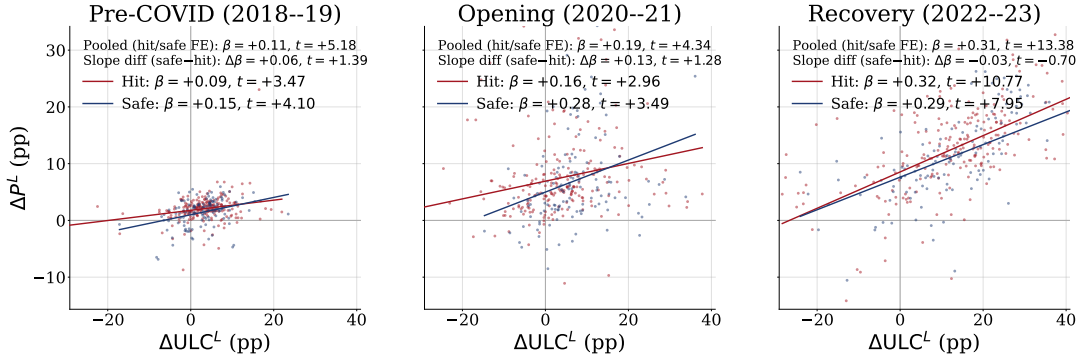 Pre-COVID (2018--19)
Pooled (hit/safe FE): β = +0.11, t = +5.18
Slope diff (safe−hit): Δβ = +0.06, t = +1.39
Hit: β = +0.09, t = +3.47
Safe: β = +0.15, t = +4.10
30
20
10
0
−10
ΔP^L (pp)
−20
0
20
40
ΔULC^L (pp)
Opening (2020--21)
Pooled (hit/safe FE): β = +0.19, t = +4.34
Slope diff (safe−hit): Δβ = +0.13, t = +1.28
Hit: β = +0.16, t = +2.96
Safe: β = +0.28, t = +3.49
−20
0
20
40
ΔULC^L (pp)
Recovery (2022--23)
Pooled (hit/safe FE): β = +0.31, t = +13.38
Slope diff (safe−hit): Δβ = −0.03, t = −0.70
Hit: β = +0.32, t = +10.77
Safe: β = +0.29, t = +7.95
−20
0
20
40
ΔULC^L (pp)